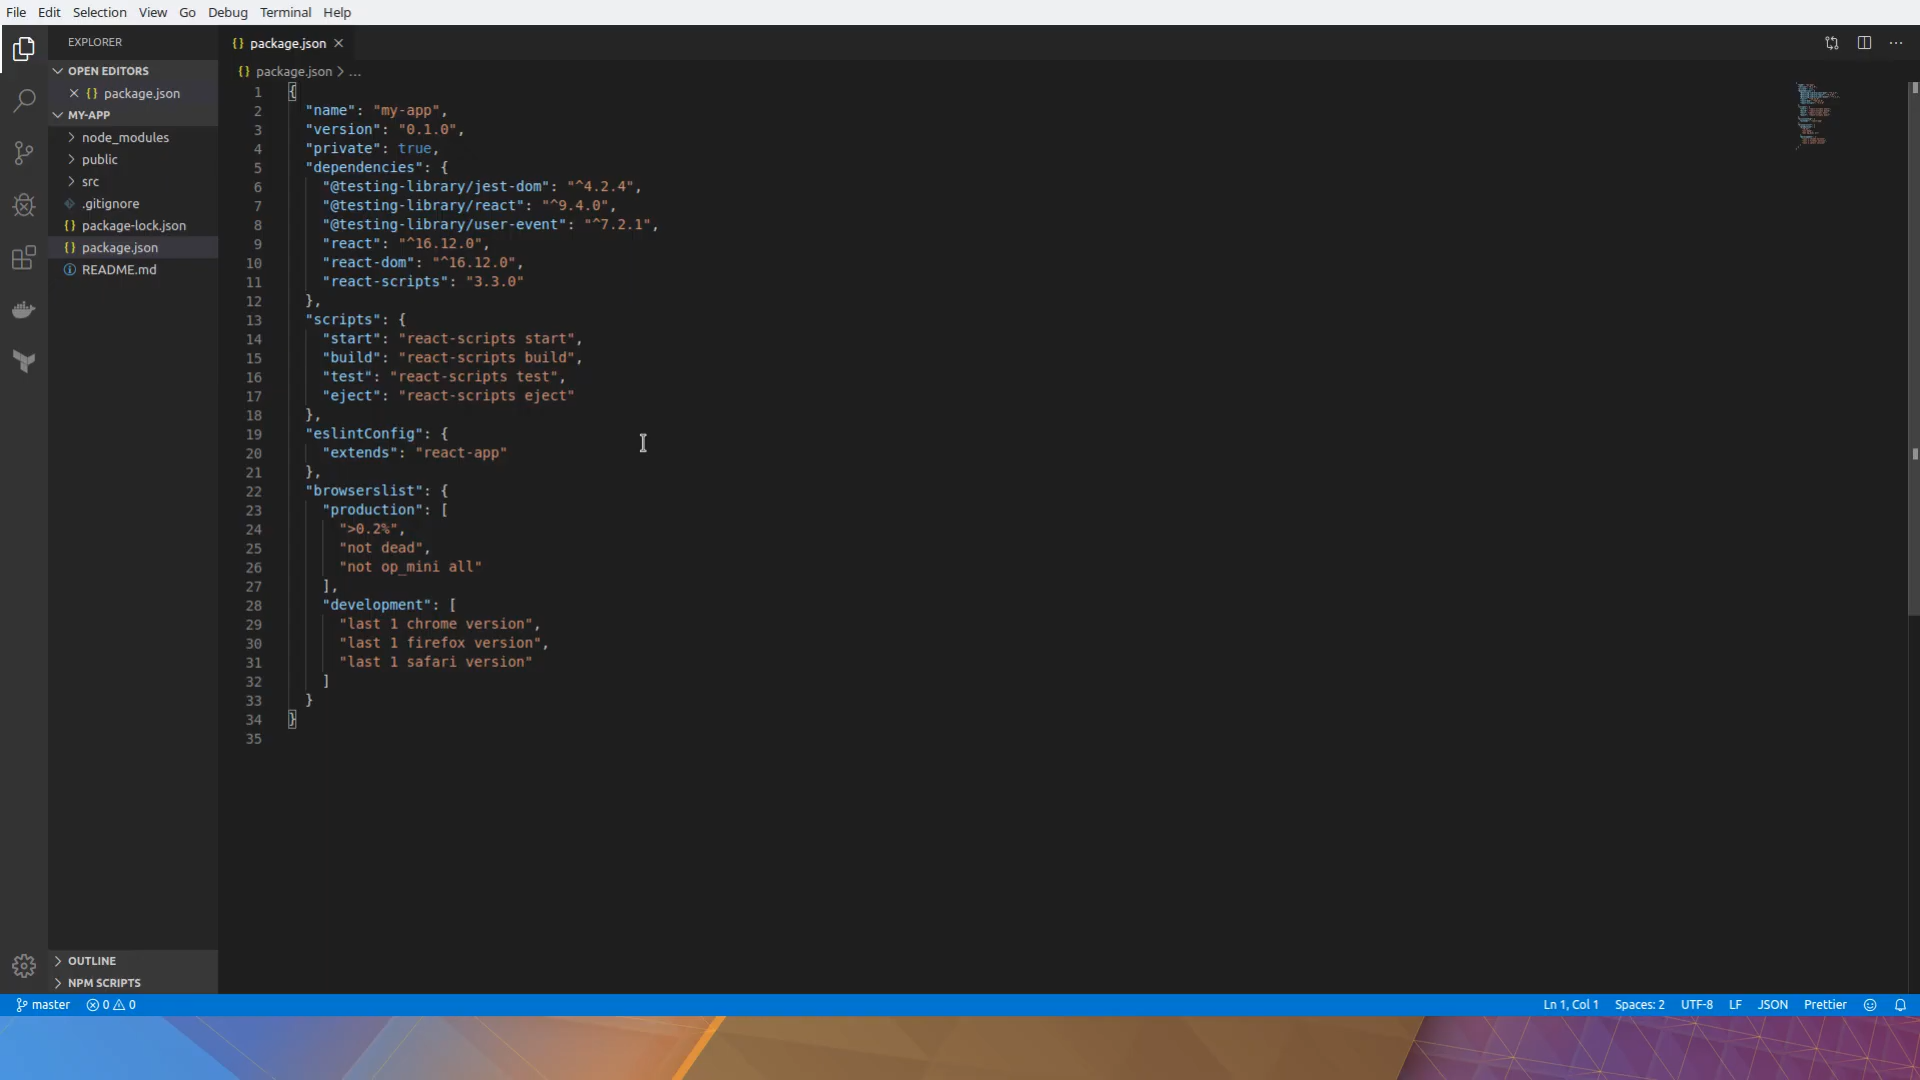 File Edit Selection View Go Debug Terminal Help
EXPLORER
OPEN EDITORS
package.json
MY-APP
node_modules
public
src
.gitignore
package-lock.json
package.json
README.md
OUTLINE
NPM SCRIPTS
package.json
package.json > ...
1 {
2 "name": "my-app",
3 "version": "0.1.0",
4 "private": true,
5 "dependencies": {
6 "@testing-library/jest-dom": "^4.2.4",
7 "@testing-library/react": "^9.4.0",
8 "@testing-library/user-event": "^7.2.1",
9 "react": "^16.12.0",
10 "react-dom": "^16.12.0",
11 "react-scripts": "3.3.0"
12 },
13 "scripts": {
14 "start": "react-scripts start",
15 "build": "react-scripts build",
16 "test": "react-scripts test",
17 "eject": "react-scripts eject"
18 },
19 "eslintConfig": {
20 "extends": "react-app"
21 },
22 "browserslist": {
23 "production": [
24 ">0.2%",
25 "not dead",
26 "not op_mini all"
27 ],
28 "development": [
29 "last 1 chrome version",
30 "last 1 firefox version",
31 "last 1 safari version"
32 ]
33 }
34 }
35
master 0 0 Ln 1, Col 1 Spaces: 2 UTF-8 LF JSON Prettier